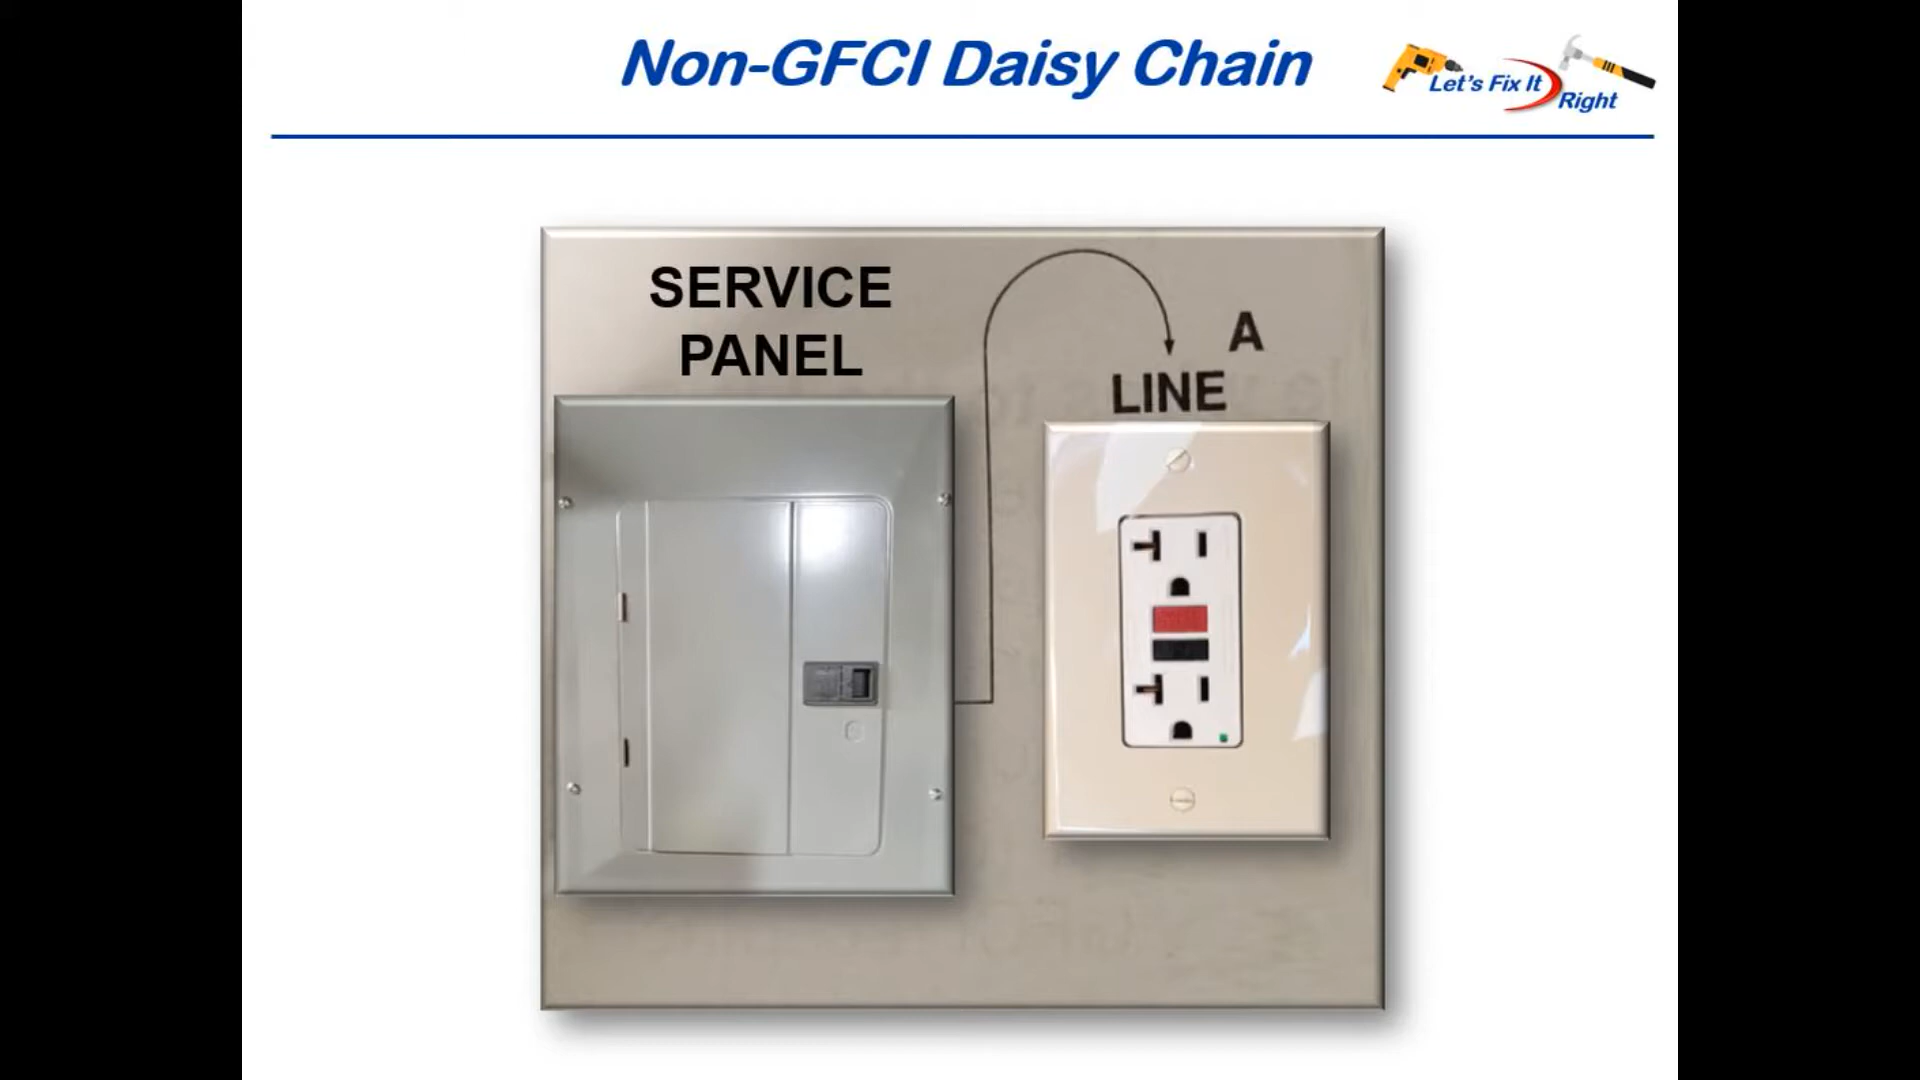 Non-GFCI Daisy Chain
Let's Fix It
Right
SERVICE
PANEL
A
LINE